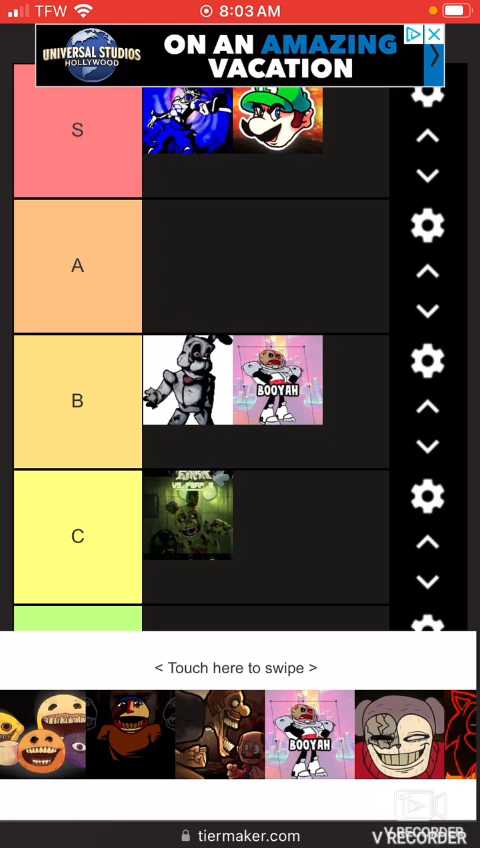 TFW
8:03 AM
UNIVERSAL STUDIOS
HOLLYWOOD
ON AN AMAZING
VACATION
S
A
B
BOOYAH
C
< Touch here to swipe >
BOOYAH
tiermaker.com
V RECORDER
V RECORDER